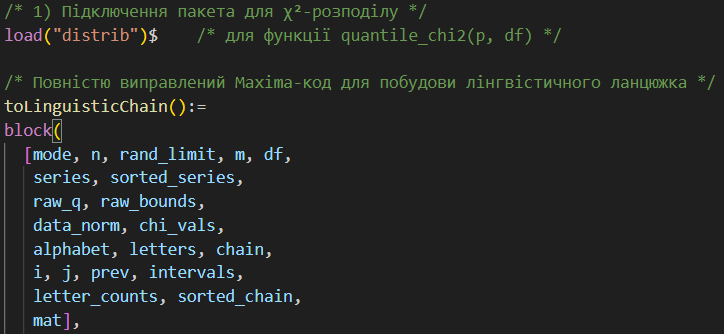 /* 1) Підключення пакета для χ²-розподілу */
load("distrib")$    /* для функції quantile_chi2(p, df) */
/* Повністю виправлений Maxima-код для побудови лінгвістичного ланцюжка */
toLinguisticChain():=
block(
  [mode, n, rand_limit, m, df,
   series, sorted_series,
   raw_q, raw_bounds,
   data_norm, chi_vals,
   alphabet, letters, chain,
   i, j, prev, intervals,
   letter_counts, sorted_chain,
   mat],